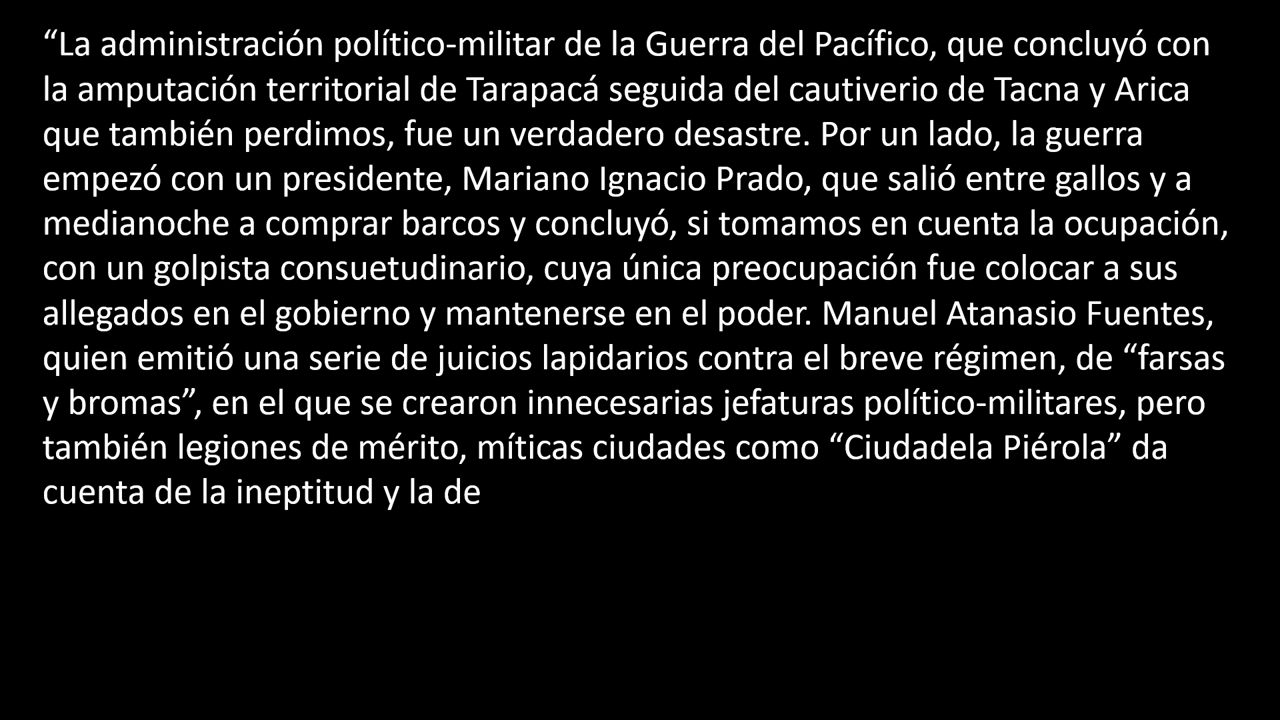 “La administración político-militar de la Guerra del Pacífico, que concluyó con
la amputación territorial de Tarapacá seguida del cautiverio de Tacna y Arica
que también perdimos, fue un verdadero desastre. Por un lado, la guerra
empezó con un presidente, Mariano Ignacio Prado, que salió entre gallos y a
medianoche a comprar barcos y concluyó, si tomamos en cuenta la ocupación,
con un golpista consuetudinario, cuya única preocupación fue colocar a sus
allegados en el gobierno y mantenerse en el poder. Manuel Atanasio Fuentes,
quien emitió una serie de juicios lapidarios contra el breve régimen, de “farsas
y bromas”, en el que se crearon innecesarias jefaturas político-militares, pero
también legiones de mérito, míticas ciudades como “Ciudadela Piérola” da
cuenta de la ineptitud y la de